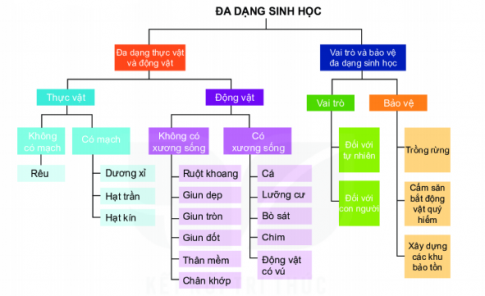 ĐA DẠNG SINH HỌC
Đa dạng thực vật
và động vật
Vai trò và bảo vệ
đa dạng sinh học
Thực vật
Động vật
Vai trò
Bảo vệ
Không
có mạch
Có mạch
Không có
xương sống
Có
xương sống
Rêu
Dương xỉ
Hạt trần
Hạt kín
Ruột khoang
Giun dẹp
Giun tròn
Giun đốt
Thân mềm
Chân khớp
Cá
Lưỡng cư
Bò sát
Chim
Động vật
có vú
Đối với
tự nhiên
Đối với
con người
Trồng rừng
Cấm săn
bắt động
vật quý
hiếm
Xây dựng
các khu
bảo tồn